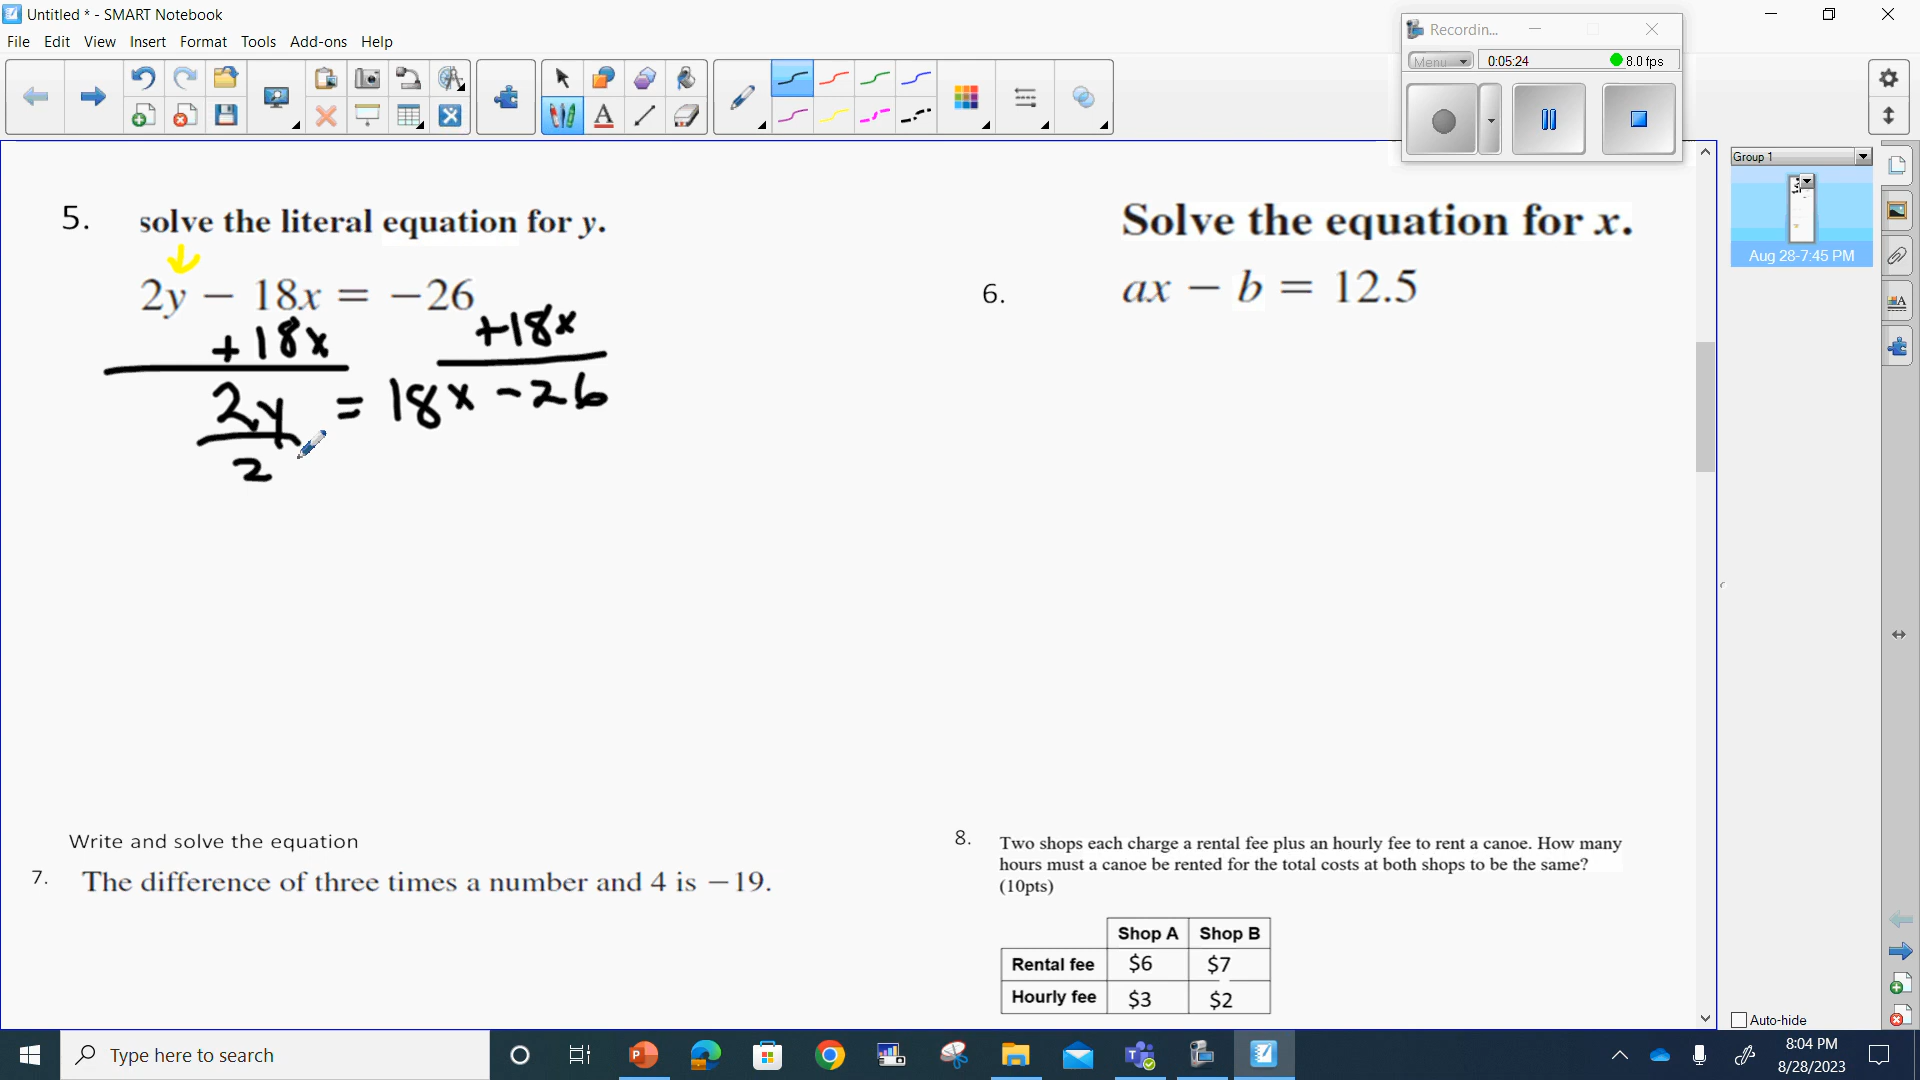 Untitled * - SMART Notebook
File Edit View Insert Format Tools Add-ons Help
Recordin...
Menu 0:05:24 8.0 fps
Group 1
Aug 28-7:45 PM
5. solve the literal equation for y.
2y − 18x = −26
+18x +18x
2y = 18x - 26
2
Solve the equation for x.
6. ax − b = 12.5
Write and solve the equation
7. The difference of three times a number and 4 is −19.
8. Two shops each charge a rental fee plus an hourly fee to rent a canoe. How many
hours must a canoe be rented for the total costs at both shops to be the same?
(10pts)
Shop A Shop B
Rental fee $6 $7
Hourly fee $3 $2
Auto-hide
Type here to search
8:04 PM
8/28/2023